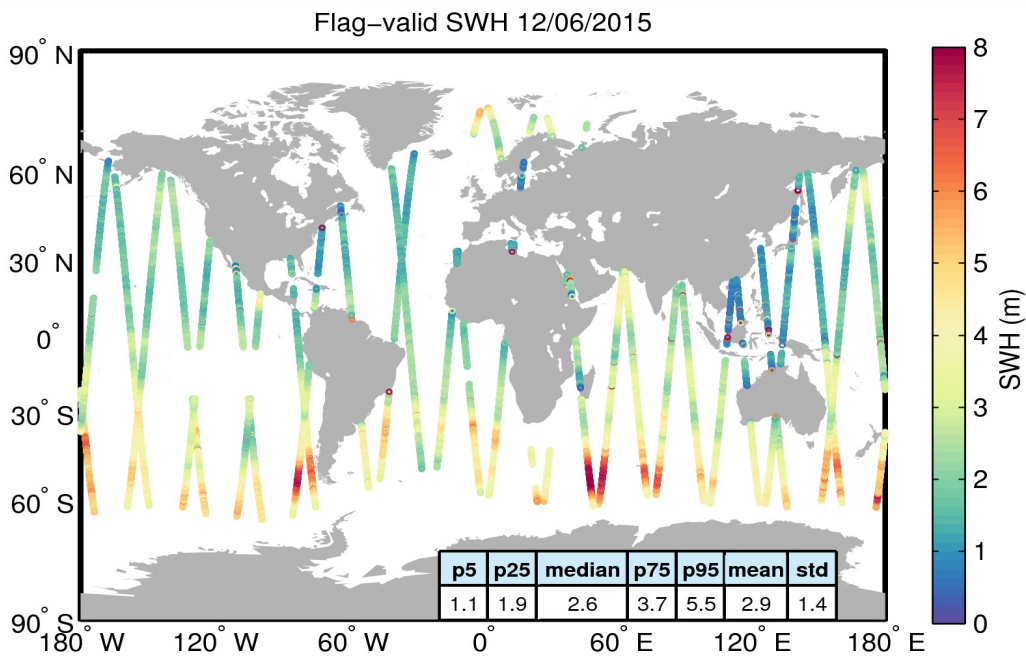 Flag−valid SWH 12/06/2015
90° N
60° N
30° N
0°
30° S
60° S
90° S
180° W
120° W
60° W
0°
60° E
120° E
180° E
8
7
6
5
4
3
2
1
0
SWH (m)
p5 p25 median p75 p95 mean std
1.1 1.9 2.6 3.7 5.5 2.9 1.4